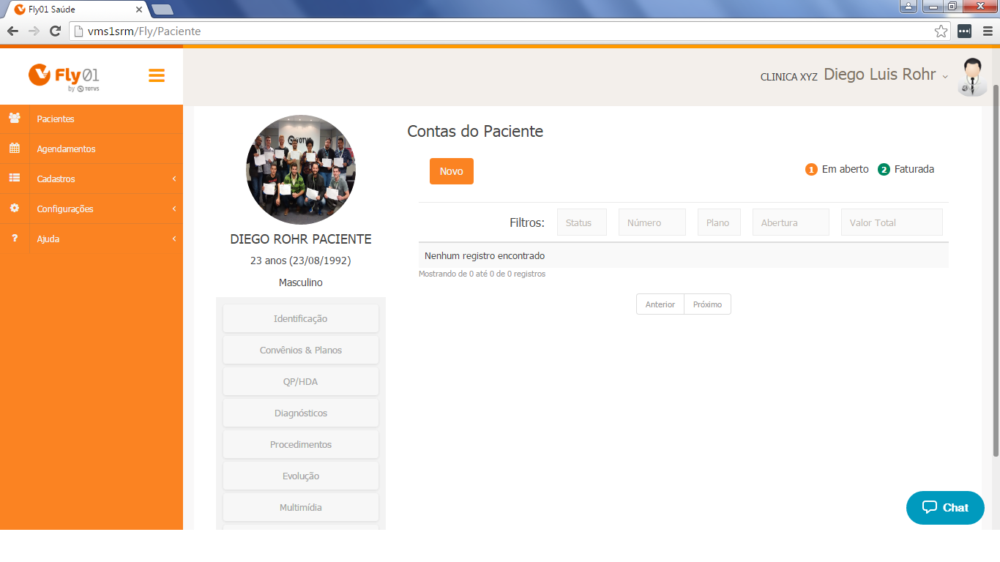 Fly01 Saúde
vms1srm/Fly/Paciente
Fly01
by TOTVS
CLINICA XYZ Diego Luis Rohr
Pacientes
Agendamentos
Cadastros
Configurações
? Ajuda
TOTVS
DIEGO ROHR PACIENTE
23 anos (23/08/1992)
Masculino
Identificação
Convênios & Planos
QP/HDA
Diagnósticos
Procedimentos
Evolução
Multimídia
Contas do Paciente
Novo
1 Em aberto 2 Faturada
Filtros: Status Número Plano Abertura Valor Total
Nenhum registro encontrado
Mostrando de 0 até 0 de 0 registros
Anterior Próximo
Chat